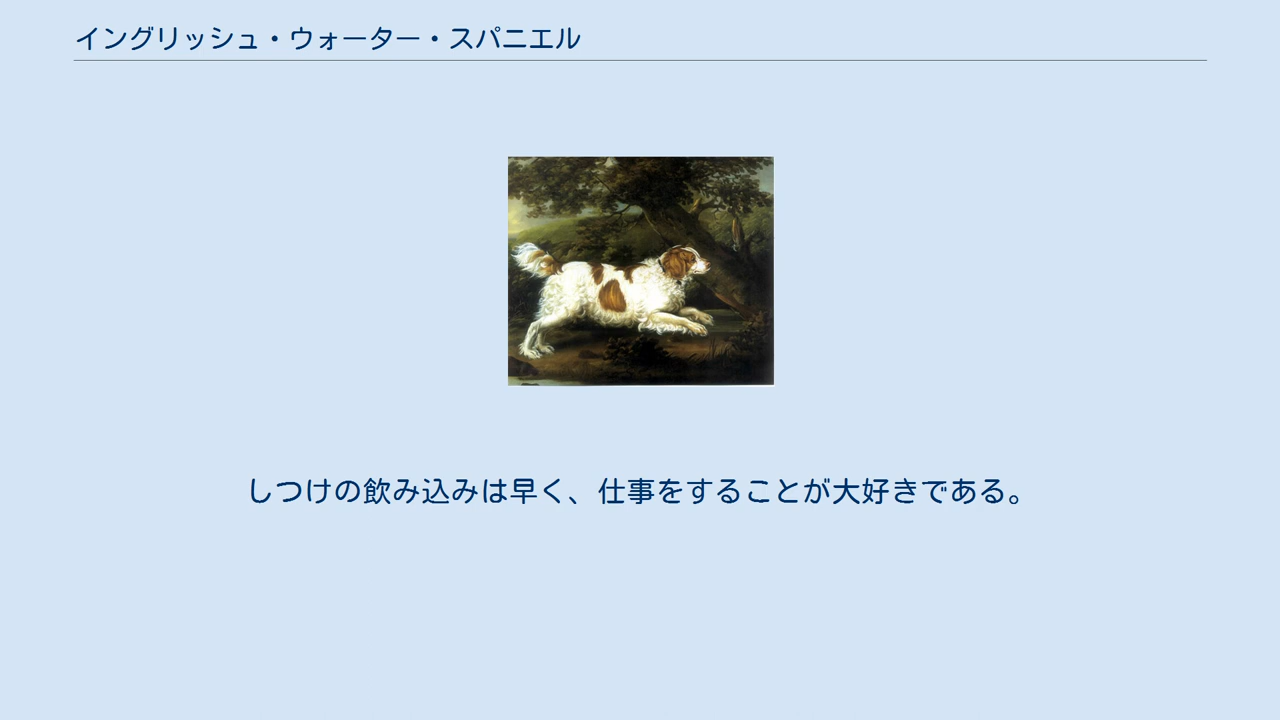 イングリッシュ・ウォーター・スパニエル
しつけの飲み込みは早く、仕事をすることが大好きである。